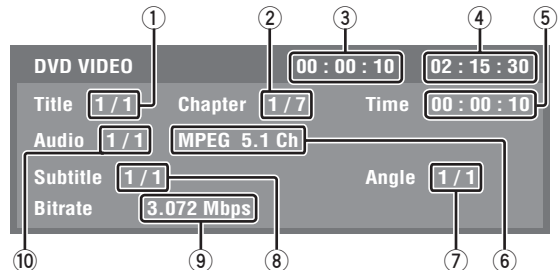 ① ② ③ ④ ⑤
DVD VIDEO 00 : 00 : 10 02 : 15 : 30
Title 1 / 1 Chapter 1 / 7 Time 00 : 00 : 10
Audio 1 / 1 MPEG 5.1 Ch
Subtitle 1 / 1 Angle 1 / 1
Bitrate 3.072 Mbps
⑩ ⑨ ⑧ ⑦ ⑥